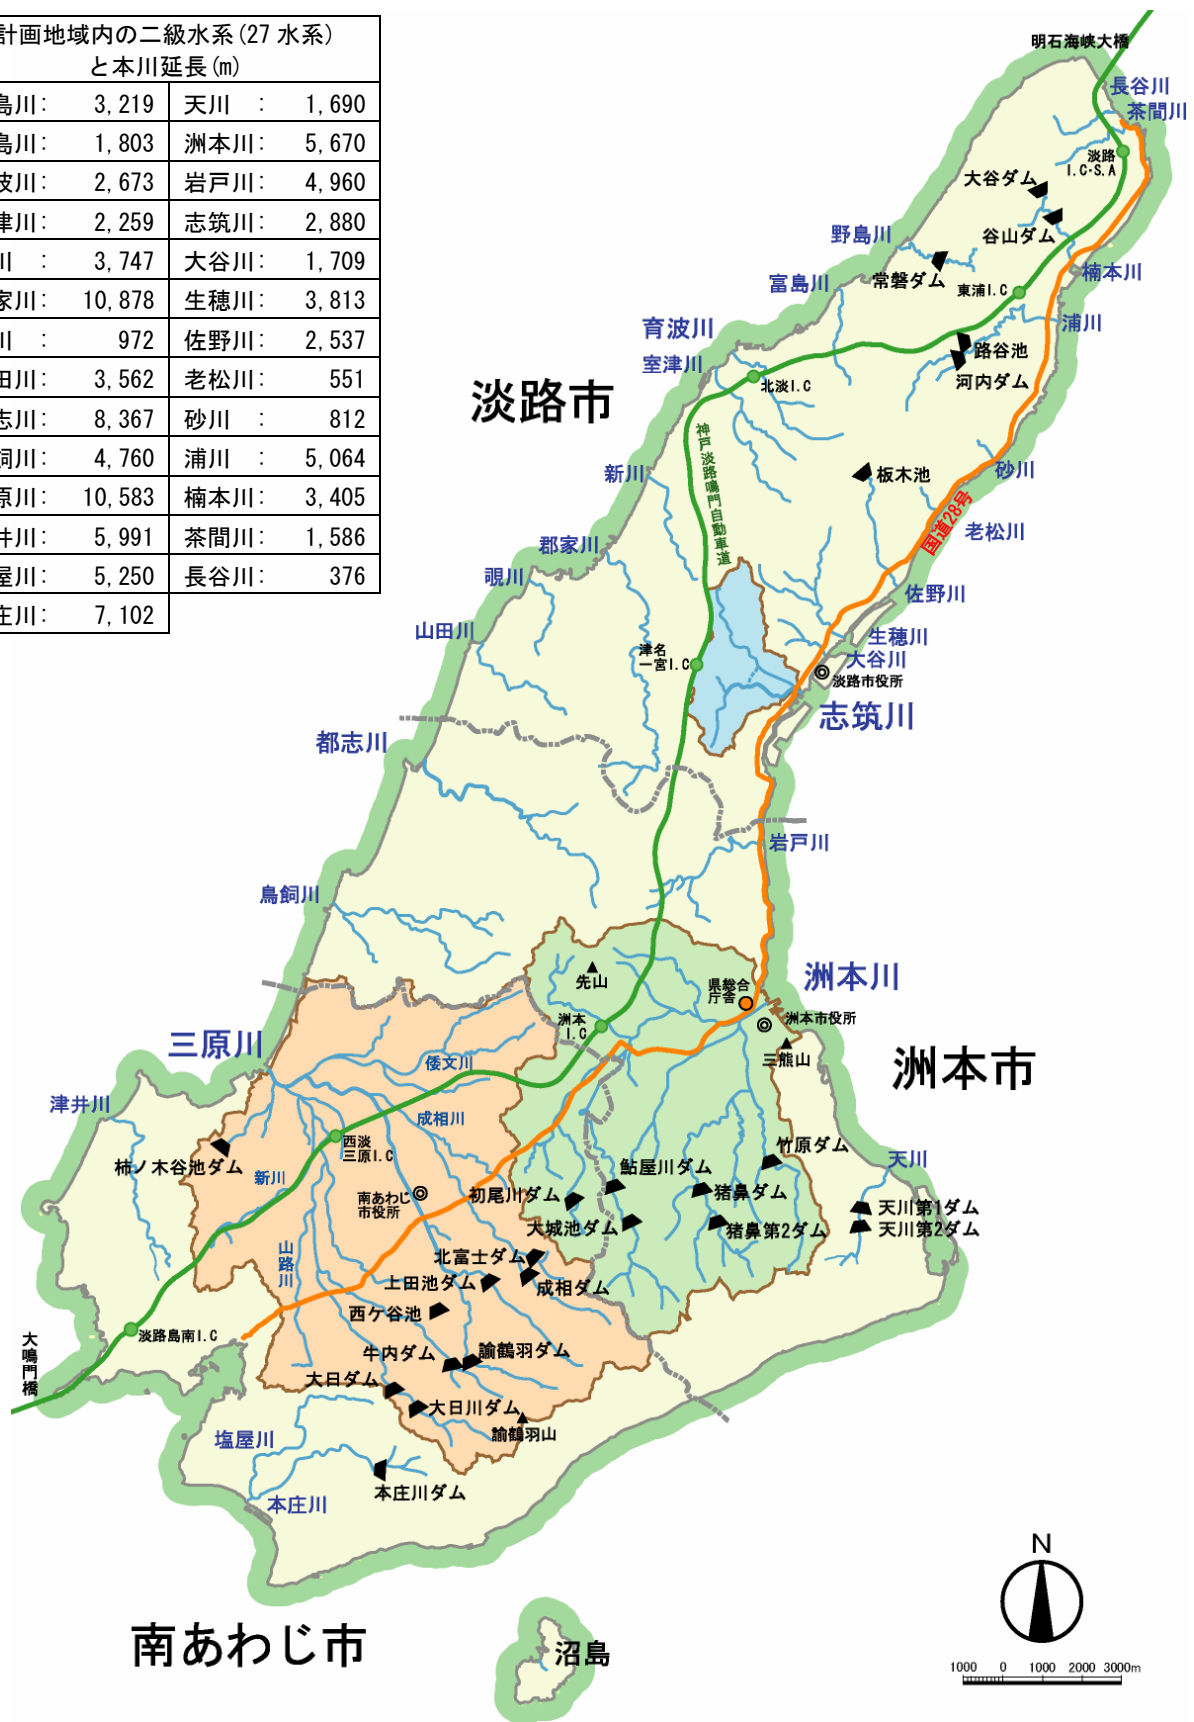 計画地域内の二級水系(27 水系)
と本川延長(m)
島川: 3,219 天川 : 1,690
島川: 1,803 洲本川: 5,670
波川: 2,673 岩戸川: 4,960
津川: 2,259 志筑川: 2,880
川 : 3,747 大谷川: 1,709
家川: 10,878 生穂川: 3,813
川 : 972 佐野川: 2,537
田川: 3,562 老松川: 551
志川: 8,367 砂川 : 812
飼川: 4,760 浦川 : 5,064
原川: 10,583 楠本川: 3,405
井川: 5,991 茶間川: 1,586
屋川: 5,250 長谷川: 376
庄川: 7,102
明石海峡大橋
長谷川
茶間川
淡路
I.C・S.A
大谷ダム
谷山ダム
野島川
常磐ダム
楠本川
富島川
東浦I.C
浦川
育波川
室津川
路谷池
河内ダム
北淡I.C
淡路市
神戸淡路鳴門自動車道
新川
板木池
砂川
国道28号
老松川
郡家川
覗川
佐野川
山田川
生穂川
大谷川
津名
一宮I.C
淡路市役所
志筑川
都志川
岩戸川
鳥飼川
先山
県総合
庁舎
洲本川
洲本
I.C
洲本市役所
三熊山
洲本市
三原川
倭文川
津井川
成相川
西淡
三原I.C
柿ノ木谷池ダム
新川
南あわじ
市役所
初尾川ダム
鮎屋川ダム
竹原ダム
天川
猪鼻ダム
大城池ダム
猪鼻第2ダム
天川第1ダム
天川第2ダム
山路川
北富士ダム
上田池ダム
成相ダム
西ケ谷池
淡路島南I.C
大鳴門橋
牛内ダム
諭鶴羽ダム
大日ダム
大日川ダム
諭鶴羽山
塩屋川
本庄川ダム
本庄川
南あわじ市
沼島
N
1000 0 1000 2000 3000m